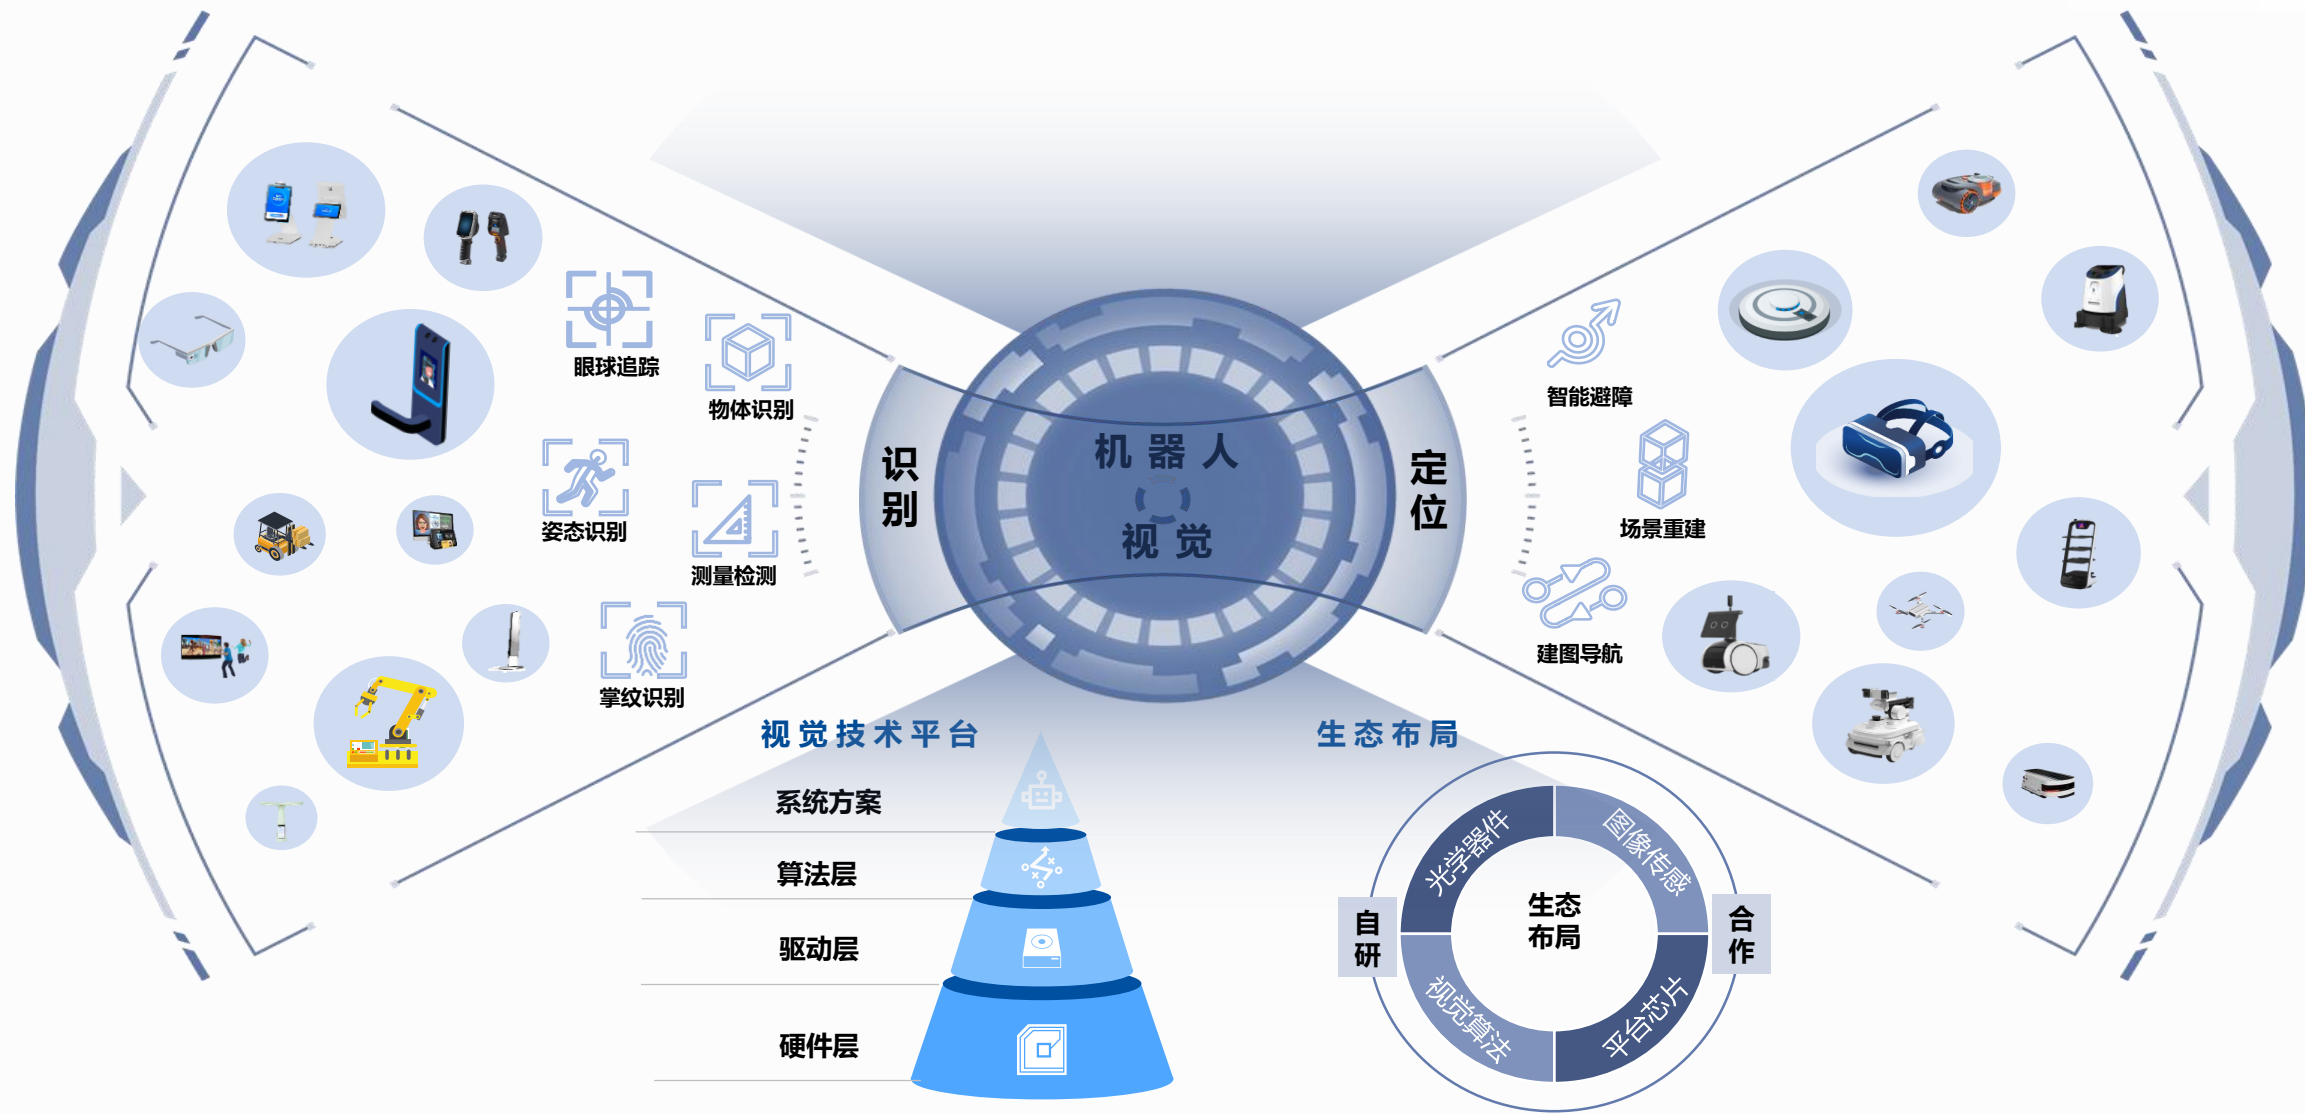 眼球追踪
物体识别
姿态识别
测量检测
掌纹识别
识别
机器人
视觉
定位
智能避障
场景重建
建图导航
视觉技术平台
系统方案
算法层
驱动层
硬件层
生态布局
光学器件
图像传感
自研
生态
布局
合作
视觉算法
平台芯片